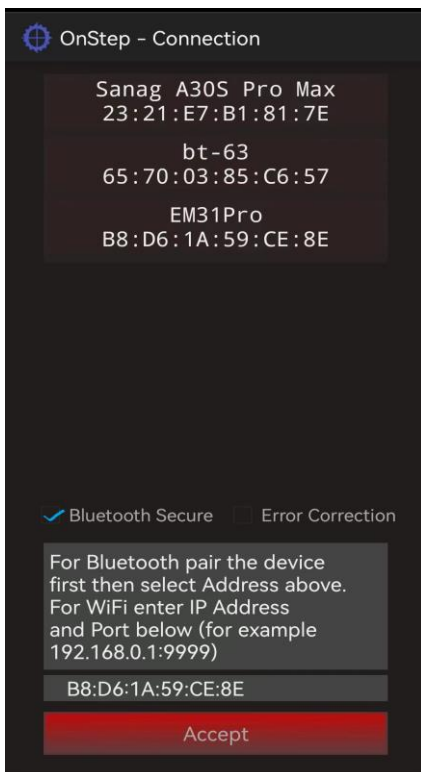 OnStep - Connection
Sanag A30S Pro Max
23:21:E7:B1:81:7E
bt-63
65:70:03:85:C6:57
EM31Pro
B8:D6:1A:59:CE:8E
Bluetooth Secure Error Correction
For Bluetooth pair the device
first then select Address above.
For WiFi enter IP Address
and Port below (for example
192.168.0.1:9999)
B8:D6:1A:59:CE:8E
Accept